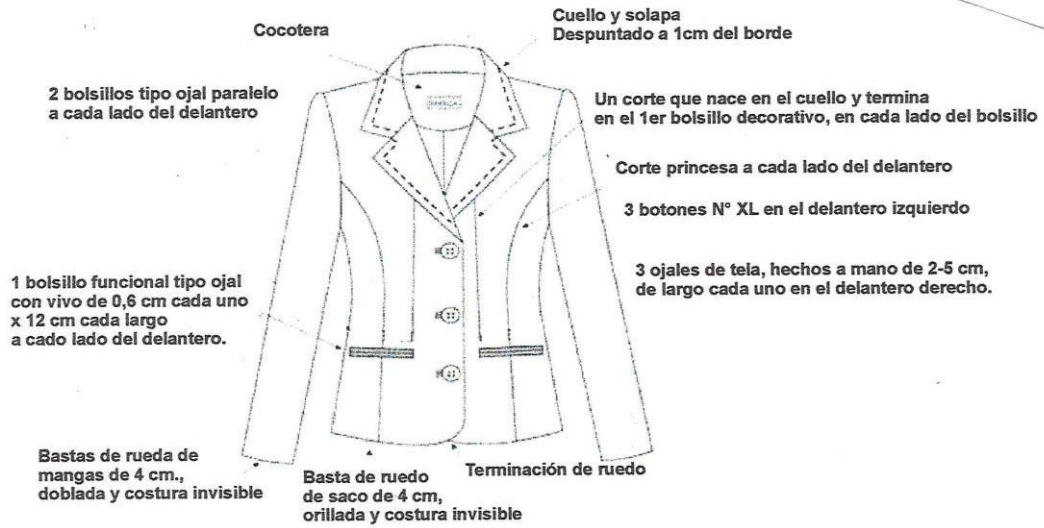 Cocotera
Cuello y solapa
Despuntado a 1cm del borde
2 bolsillos tipo ojal paralelo
a cada lado del delantero
Un corte que nace en el cuello y termina
en el 1er bolsillo decorativo, en cada lado del bolsillo
Corte princesa a cada lado del delantero
3 botones N° XL en el delantero izquierdo
1 bolsillo funcional tipo ojal
con vivo de 0,6 cm cada uno
x 12 cm cada largo
a cado lado del delantero.
3 ojales de tela, hechos a mano de 2-5 cm,
de largo cada uno en el delantero derecho.
Bastas de rueda de
mangas de 4 cm.,
doblada y costura invisible
Basta de ruedo
de saco de 4 cm,
orillada y costura invisible
Terminación de ruedo